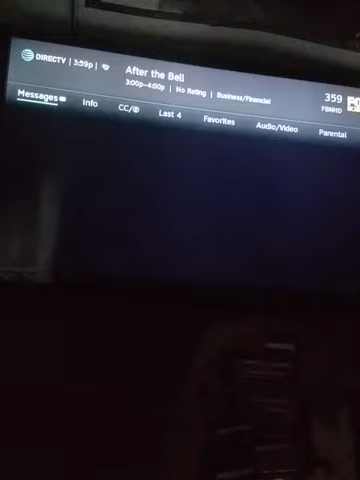 DIRECTV | 3:59p |
After the Bell
3:00p-4:00p | No Rating | Business/Financial
359
FBNHD
Messages Info CC/ Last 4 Favorites Audio/Video Parental